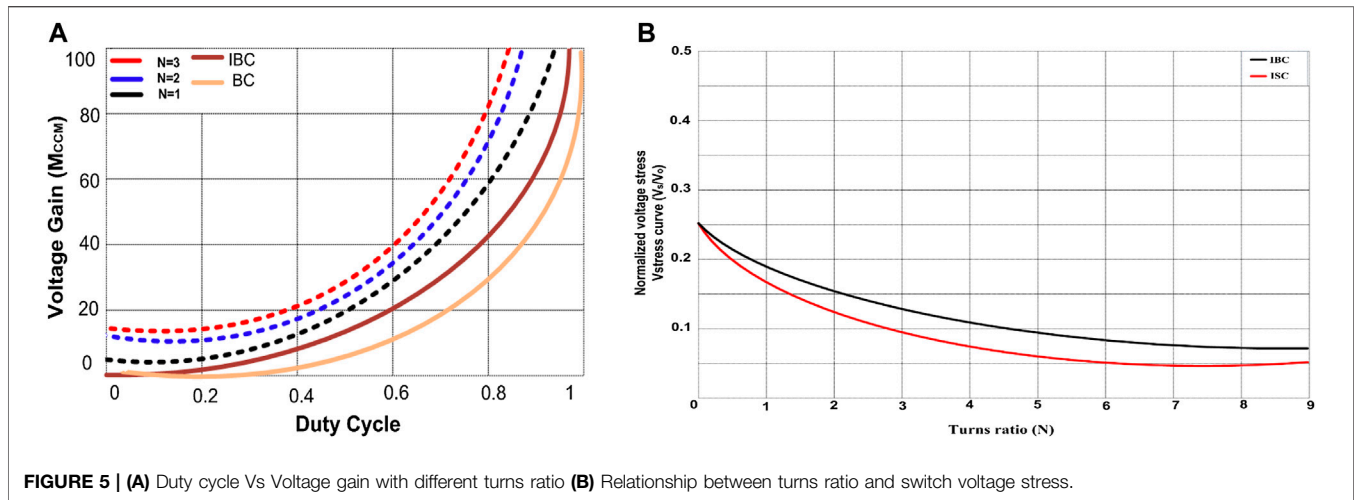 A
100
80
60
40
20
0
Voltage Gain (MCCM)
N=3
N=2
N=1
IBC
BC
0 0.2 0.4 0.6 0.8 1
Duty Cycle
B
0.5
0.4
0.3
0.2
0.1
Normalized voltage stress
Vstress curve (Vs/Vo)
IBC
ISC
0 1 2 3 4 5 6 7 8 9
Turns ratio (N)
FIGURE 5 | (A) Duty cycle Vs Voltage gain with different turns ratio (B) Relationship between turns ratio and switch voltage stress.